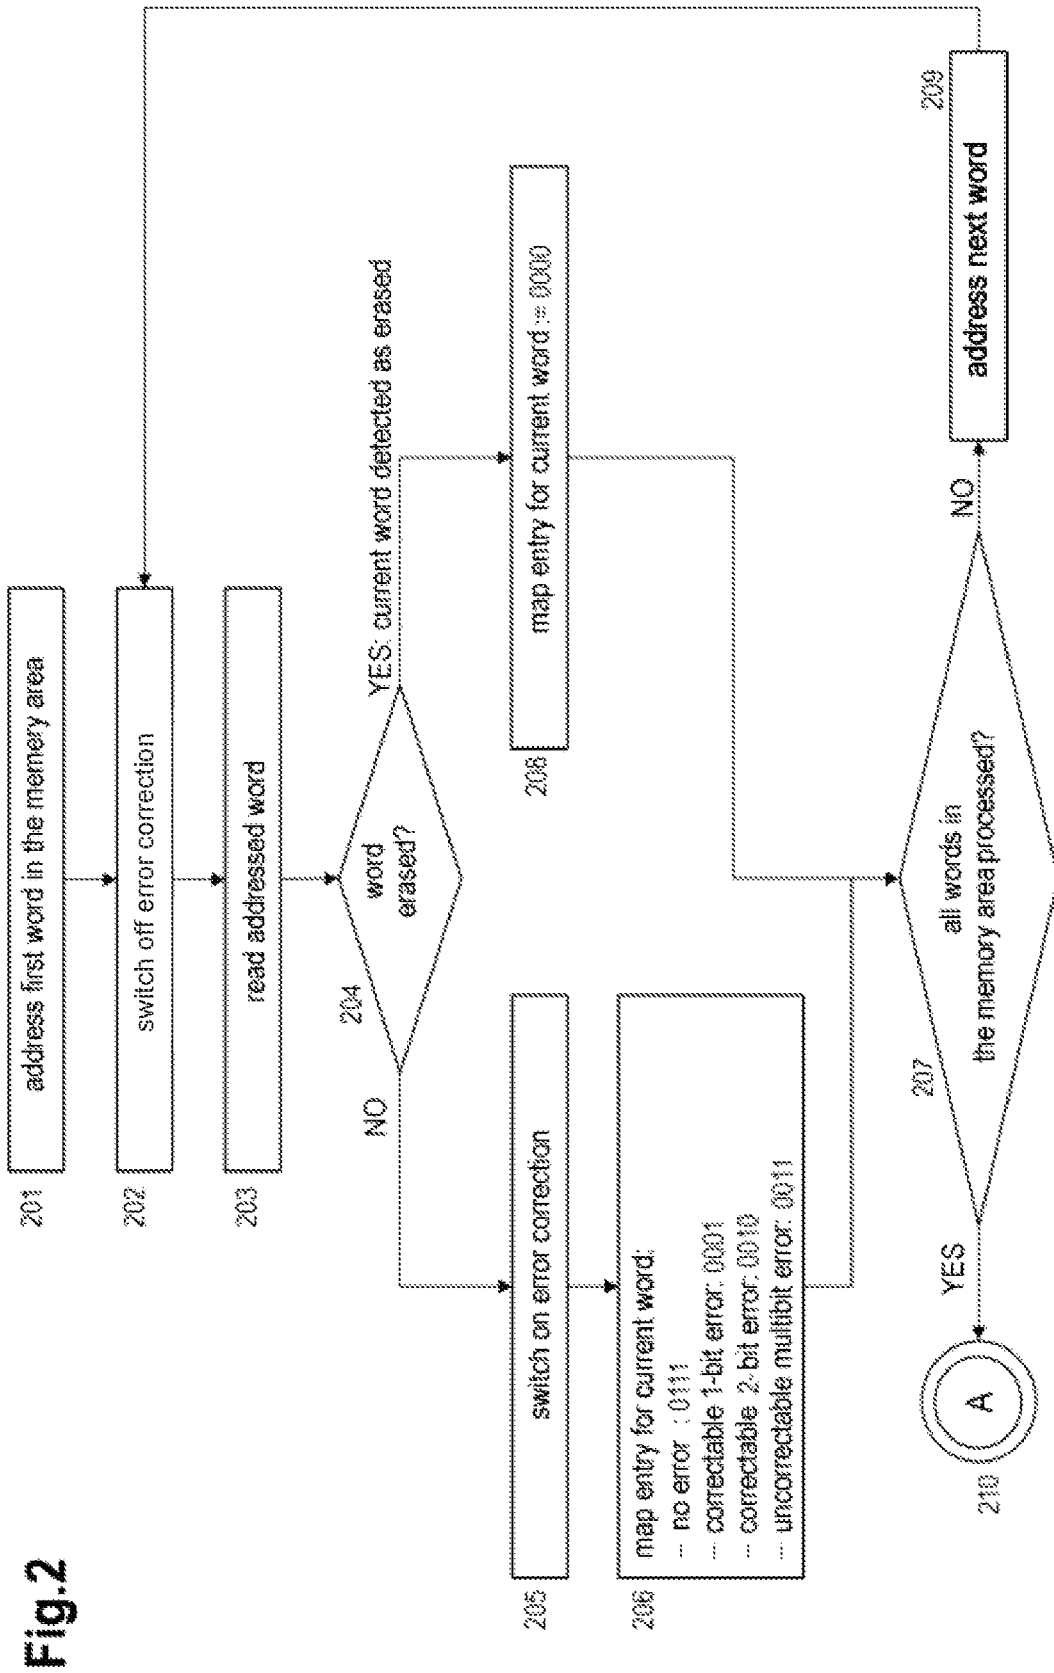 Fig.2
201
address first word in the memery area
202
switch off error correction
203
read addressed word
204
word
erased?
NO
YES: current word detected as erased
205
switch on error correction
208
map entry for current word := 0000
206
map entry for current word:
-- no error : 0111
-- correctable 1-bit error: 0001
-- correctable 2-bit error: 0010
-- uncorrectable multibit error: 0011
207
all words in
the memory area processed?
YES
NO
210
A
209
address next word